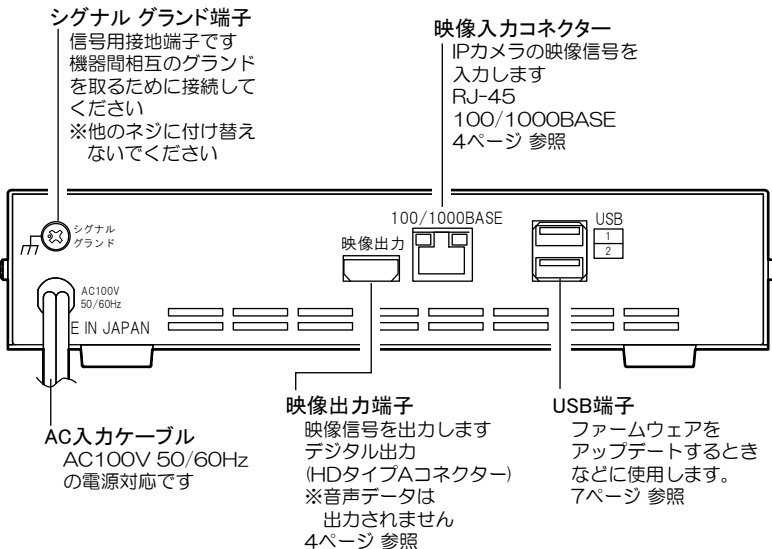 シグナル グランド端子
信号用接地端子です
機器間相互のグランド
を取るために接続して
ください
※他のネジに付け替え
ないでください
映像入力コネクター
IPカメラの映像信号を
入力します
RJ-45
100/1000BASE
4ページ 参照
シグナル
グランド
100/1000BASE
映像出力
USB
1
2
AC100V
50/60Hz
E IN JAPAN
AC入力ケーブル
AC100V 50/60Hz
の電源対応です
映像出力端子
映像信号を出力します
デジタル出力
(HDタイプAコネクター)
※音声データは
出力されません
4ページ 参照
USB端子
ファームウェアを
アップデートするとき
などに使用します。
7ページ 参照